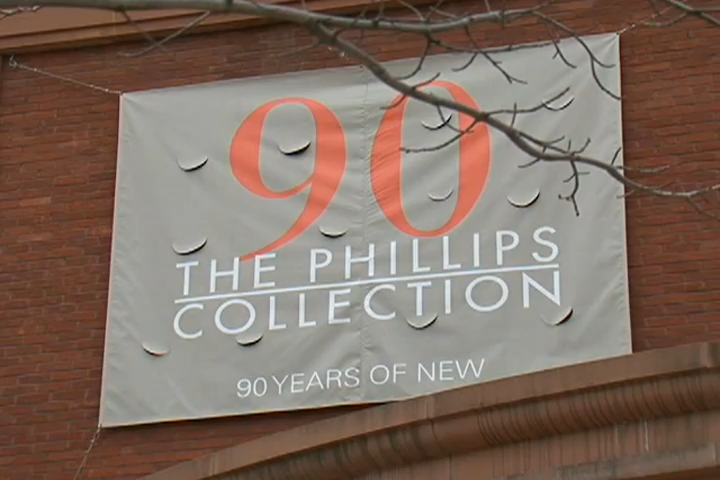 90
THE PHILLIPS
COLLECTION
90 YEARS OF NEW